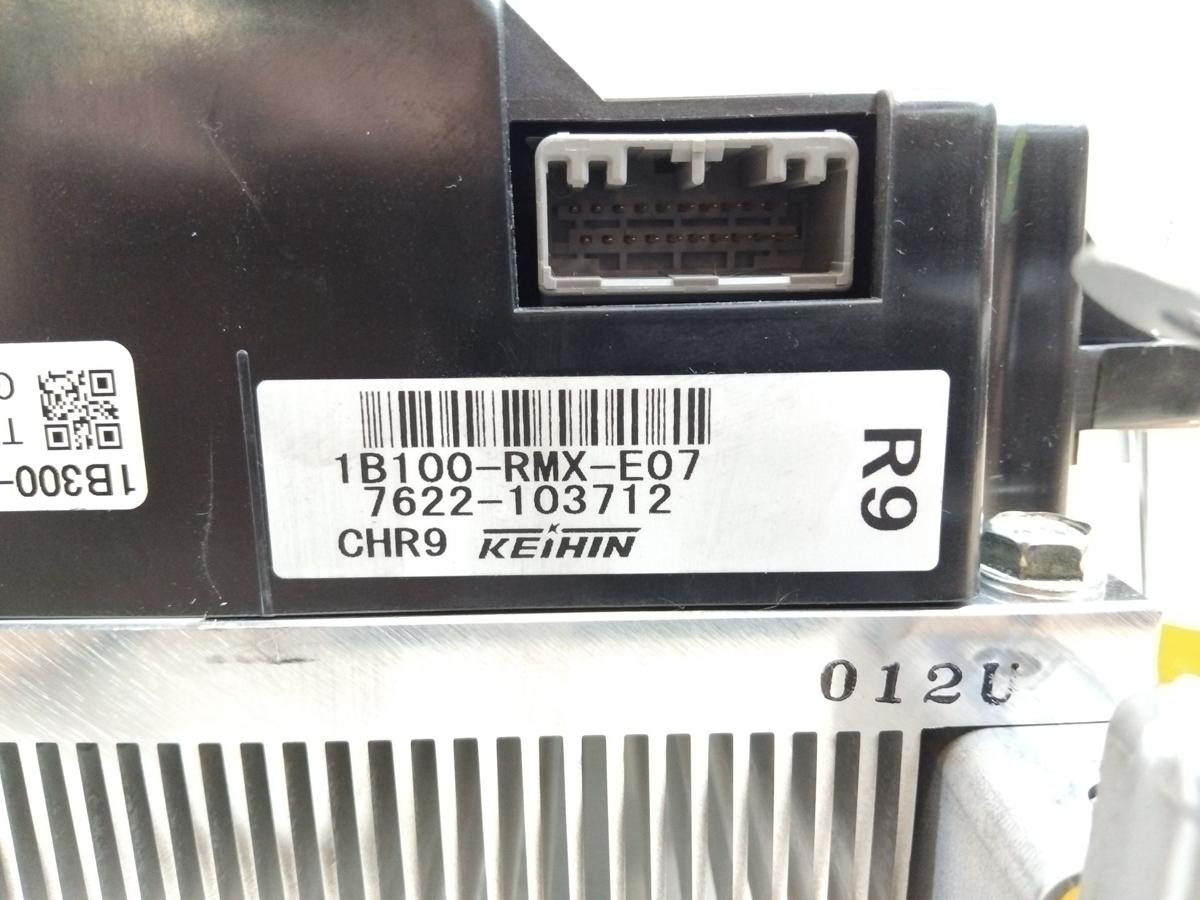 1B100-RMX-E07
7622-103712
CHR9 KEIHIN
R9
1B300-
012U